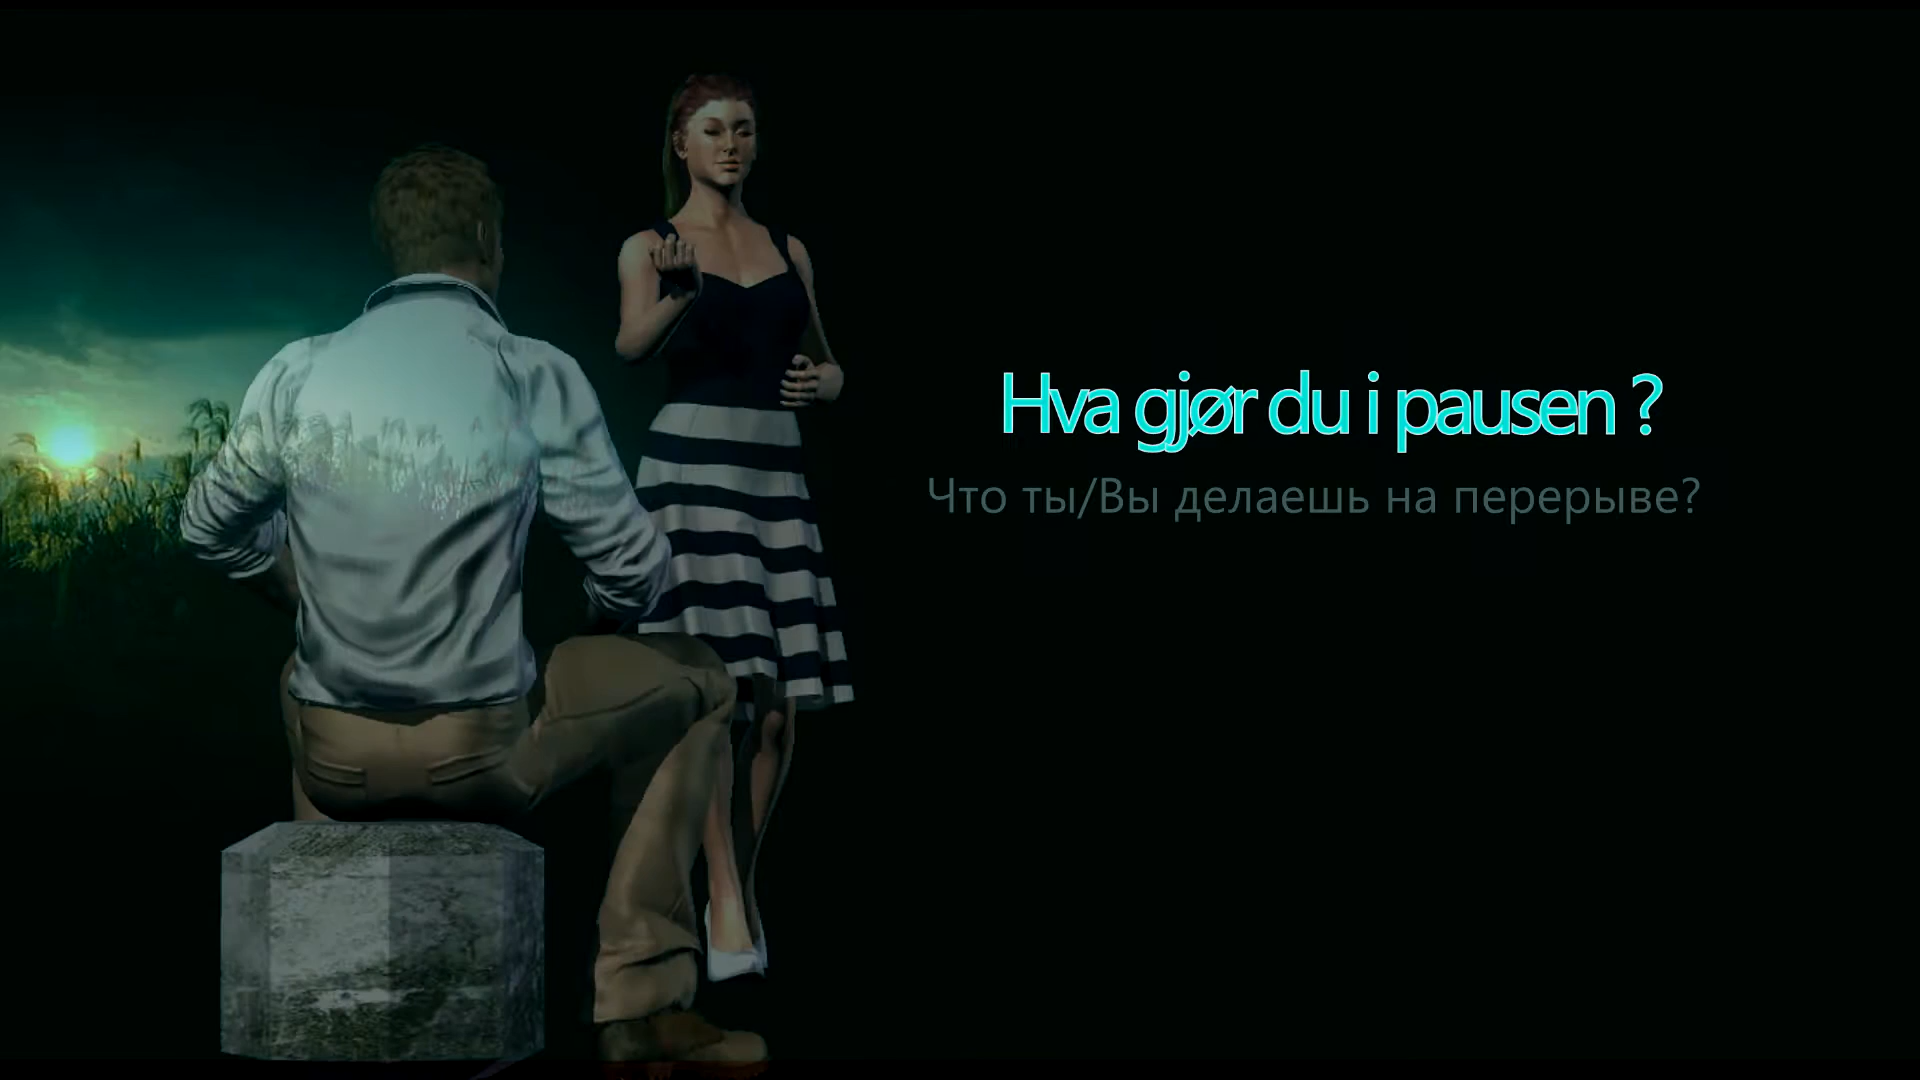 Hva gjør du i pausen ?
Что ты/Вы делаешь на перерыве?